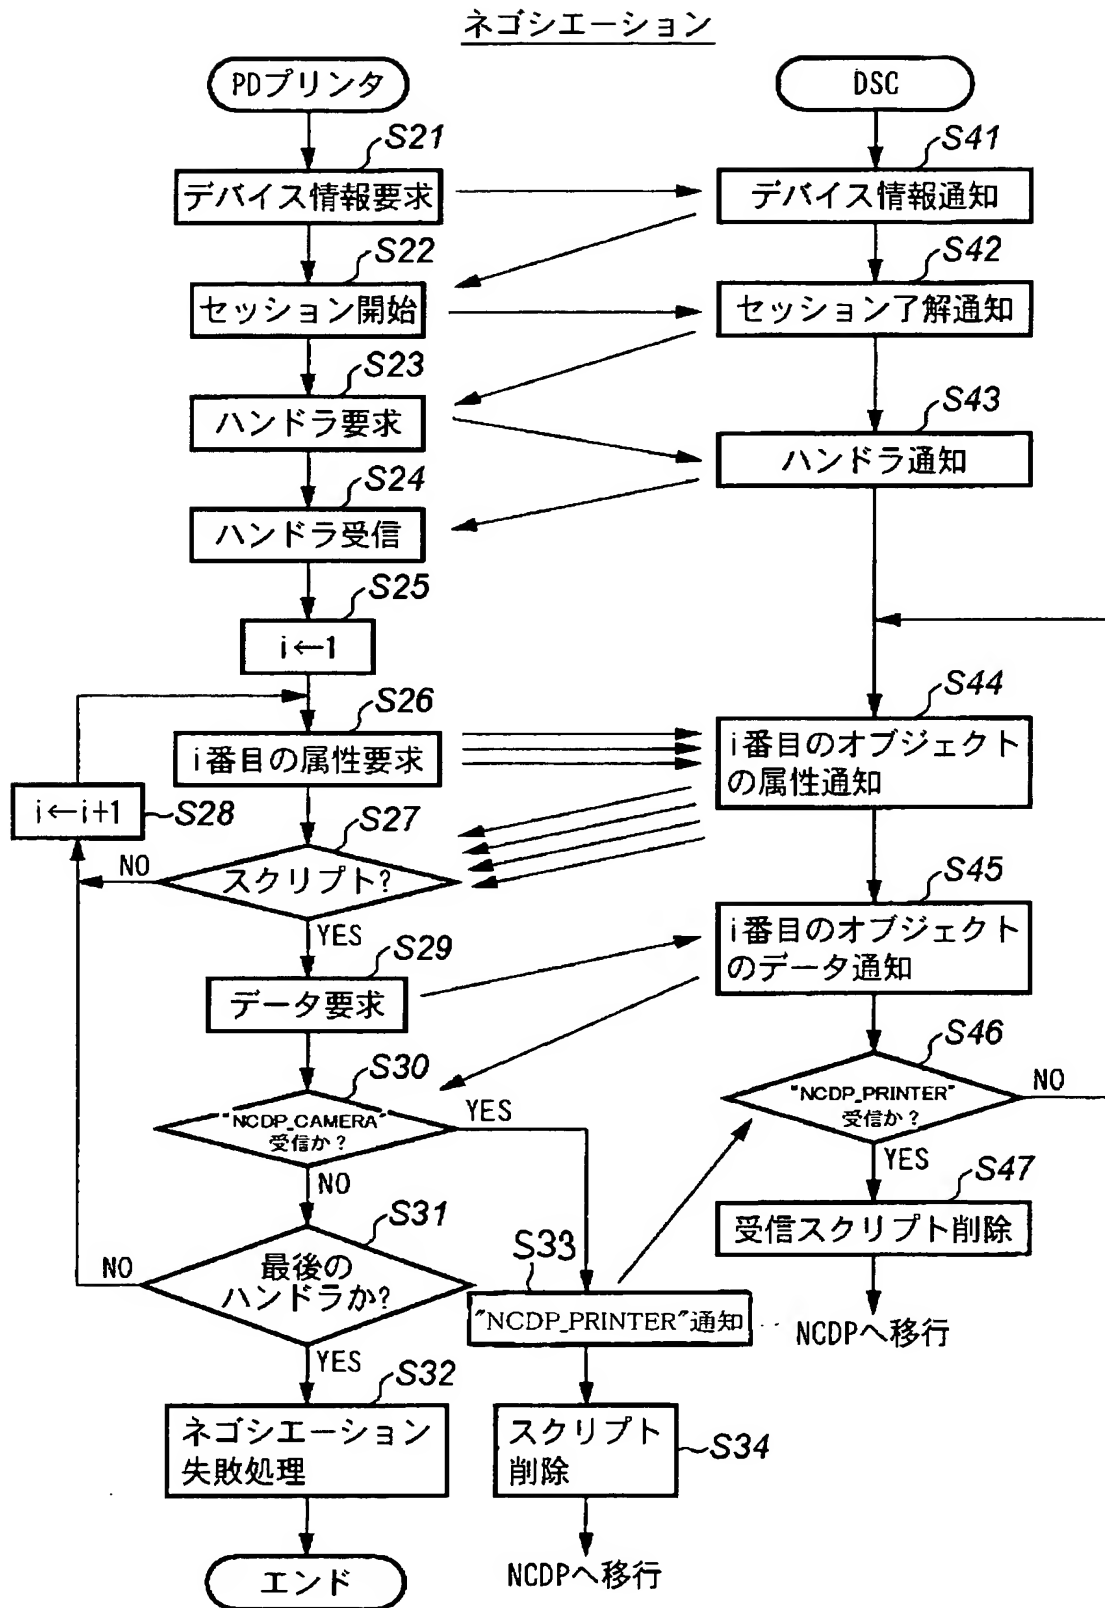 ネゴシエーション
PDプリンタ
S21
デバイス情報要求
S22
セッション開始
S23
ハンドラ要求
S24
ハンドラ受信
S25
i←1
S26
i番目の属性要求
i←i+1
S28
S27
スクリプト?
NO
YES
S29
データ要求
S30
"NCDP_CAMERA"
受信か?
YES
NO
S31
最後の
ハンドラか?
NO
YES
S32
ネゴシエーション
失敗処理
エンド
S33
"NCDP_PRINTER"通知
スクリプト
削除
S34
NCDPへ移行
DSC
S41
デバイス情報通知
S42
セッション了解通知
S43
ハンドラ通知
S44
i番目のオブジェクト
の属性通知
S45
i番目のオブジェクト
のデータ通知
S46
"NCDP_PRINTER"
受信か?
NO
YES
S47
受信スクリプト削除
NCDPへ移行